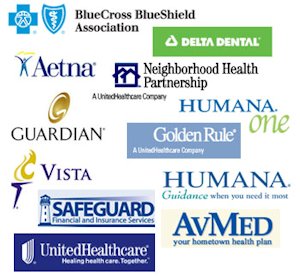 BlueCross BlueShield
Association
DELTA DENTAL®
Aetna®
Neighborhood Health
Partnership
A UnitedHealthcare Company
GUARDIAN®
HUMANA
one
Golden Rule®
A UnitedHealthcare Company
VISTA
HUMANA®
Guidance when you need it most
SAFEGUARD
Financial and Insurance Services
AVMED
your hometown health plan
UnitedHealthcare®
Healing health care. Together.®